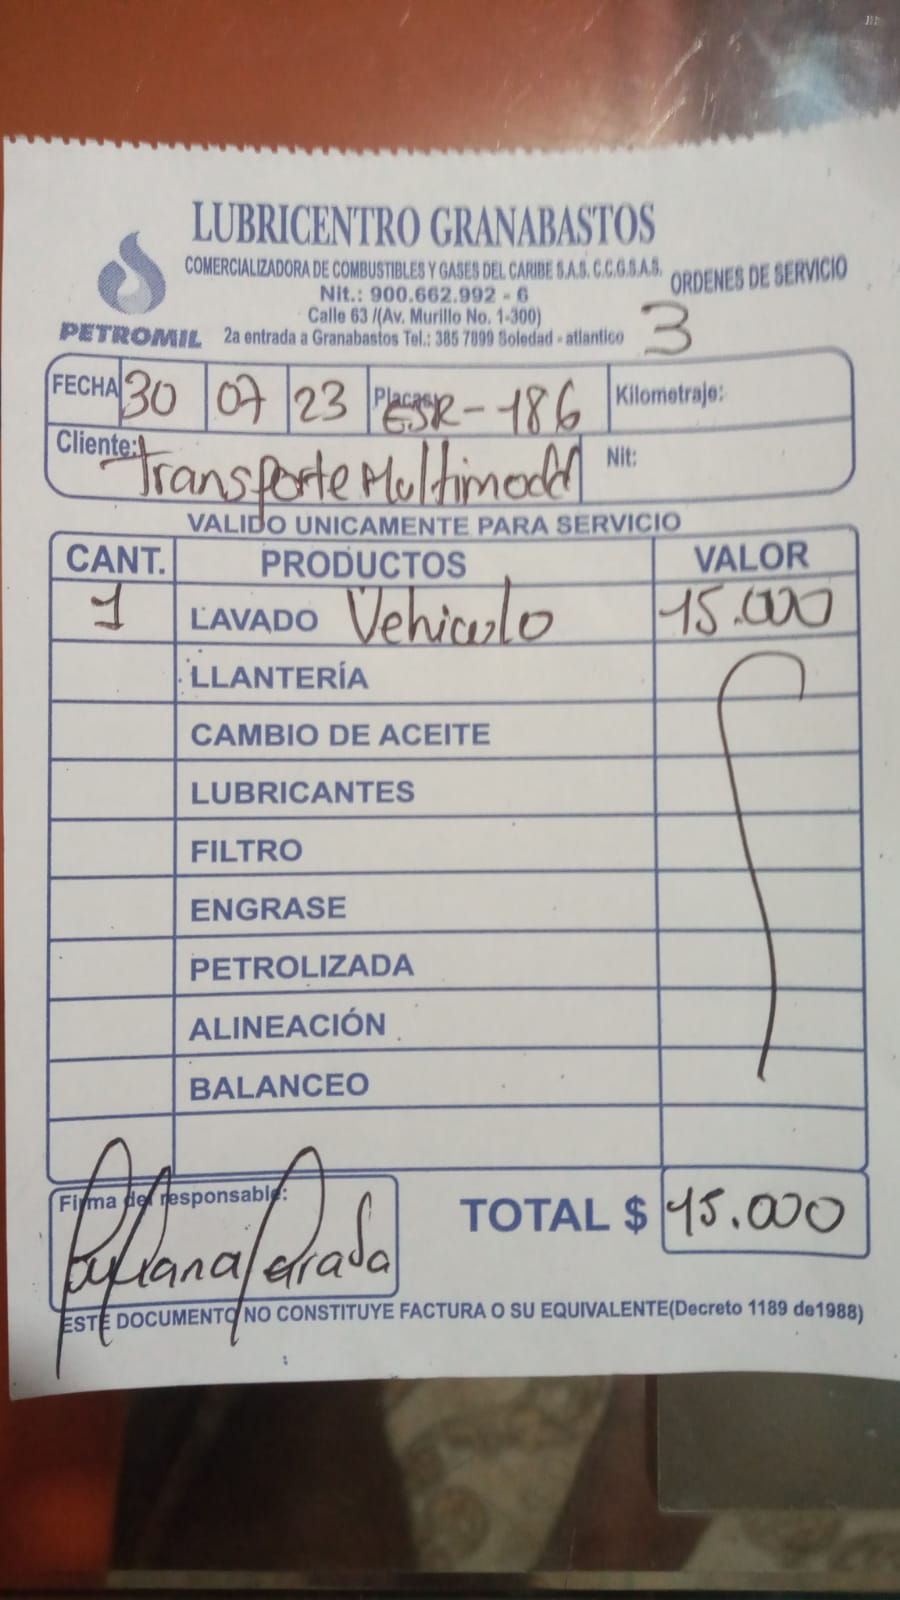 LUBRICENTRO GRANABASTOS
COMERCIALIZADORA DE COMBUSTIBLES Y GASES DEL CARIBE S.A.S. C.C.G.S.A.S.
ORDENES DE SERVICIO
Nit.: 900.662.992 - 6
Calle 63 /(Av. Murillo No. 1-300)
3
PETROMIL
2a entrada a Granabastos Tel.: 385 7899 Soledad - atlantico
FECHA 30 07 23 Placas: ESR-186 Kilometraje:
Cliente: Transporte Multimodal Nit:
VALIDO UNICAMENTE PARA SERVICIO
CANT. PRODUCTOS VALOR
1 LAVADO Vehiculo 15.000
LLANTERÍA
CAMBIO DE ACEITE
LUBRICANTES
FILTRO
ENGRASE
PETROLIZADA
ALINEACIÓN
BALANCEO
Firma del responsable:
TOTAL $ 15.000
Parada
ESTE DOCUMENTO NO CONSTITUYE FACTURA O SU EQUIVALENTE(Decreto 1189 de1988)